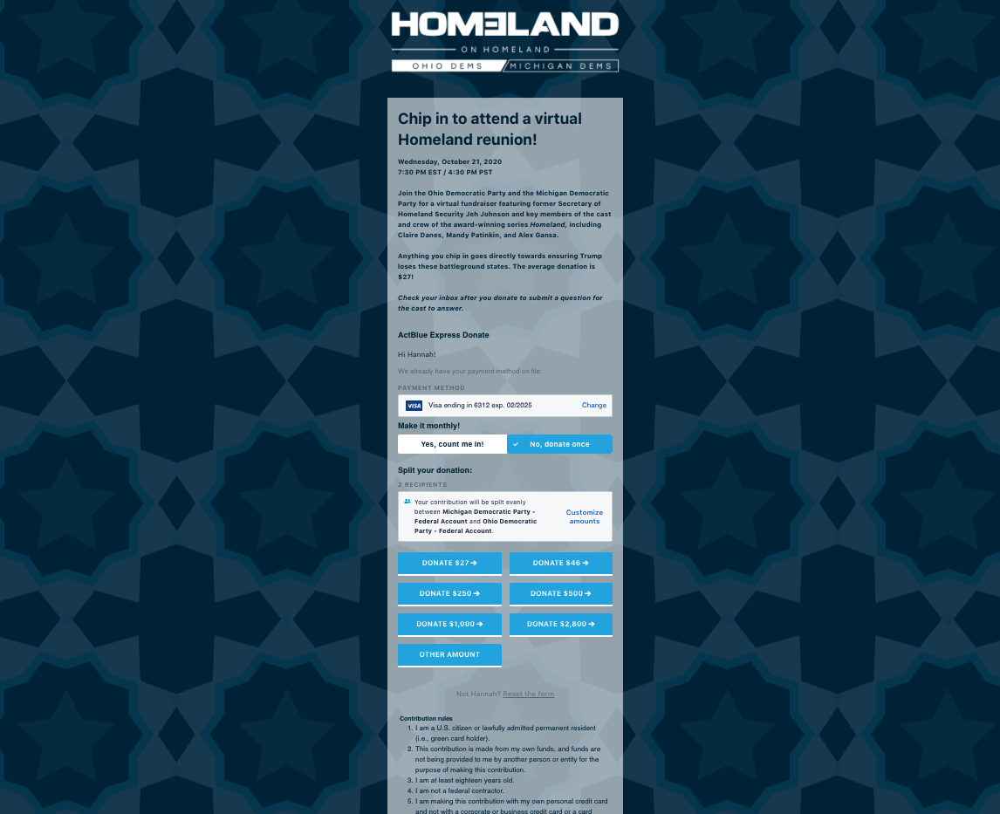 HOMELAND
ON HOMELAND
OHIO DEMS / MICHIGAN DEMS
Chip in to attend a virtual
Homeland reunion!
Wednesday, October 21, 2020
7:30 PM EST / 4:30 PM PST
Join the Ohio Democratic Party and the Michigan Democratic
Party for a virtual fundraiser featuring former Secretary of
Homeland Security Jeh Johnson and key members of the cast
and crew of the award-winning series Homeland, including
Claire Danes, Mandy Patinkin, and Alex Gansa.
Anything you chip in goes directly towards ensuring Trump
loses these battleground states. The average donation is
$27!
Check your inbox after you donate to submit a question for
the cast to answer.
ActBlue Express Donate
Hi Hannah!
We already have your payment method on file:
PAYMENT METHOD
VISA Visa ending in 6312 exp. 02/2025 Change
Make it monthly!
Yes, count me in! ✓ No, donate once
Split your donation:
2 RECIPIENTS
Your contribution will be split evenly
between Michigan Democratic Party -
Federal Account and Ohio Democratic
Party - Federal Account.
Customize
amounts
DONATE $27 ➔ DONATE $46 ➔
DONATE $250 ➔ DONATE $500 ➔
DONATE $1,000 ➔ DONATE $2,800 ➔
OTHER AMOUNT
Not Hannah? Reset the form
Contribution rules
1. I am a U.S. citizen or lawfully admitted permanent resident
(i.e., green card holder).
2. This contribution is made from my own funds, and funds are
not being provided to me by another person or entity for the
purpose of making this contribution.
3. I am at least eighteen years old.
4. I am not a federal contractor.
5. I am making this contribution with my own personal credit card
and not with a corporate or business credit card or a card